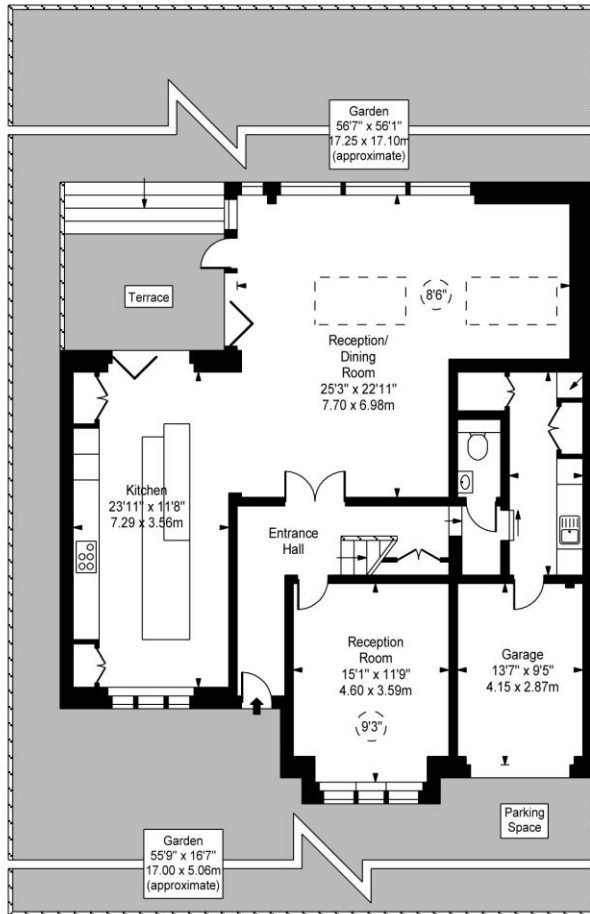 Garden
56'7" x 56'1"
17.25 x 17.10m
(approximate)
Terrace
8'6"
Reception/
Dining
Room
25'3" x 22'11"
7.70 x 6.98m
Kitchen
23'11" x 11'8"
7.29 x 3.56m
Entrance
Hall
Reception
Room
15'1" x 11'9"
4.60 x 3.59m
9'3"
Garage
13'7" x 9'5"
4.15 x 2.87m
Parking
Space
Garden
55'9" x 16'7"
17.00 x 5.06m
(approximate)